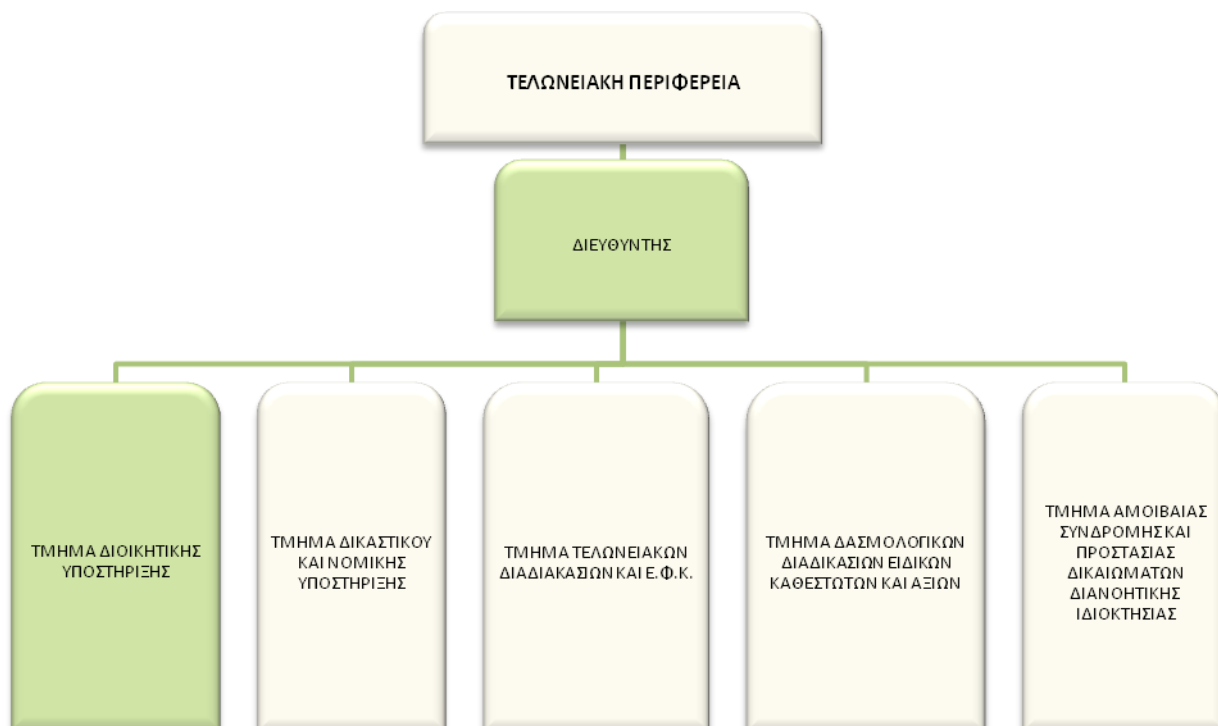 ΤΕΛΩΝΕΙΑΚΗ ΠΕΡΙΦΕΡΕΙΑ
ΔΙΕΥΘΥΝΤΗΣ
ΤΜΗΜΑ ΔΙΟΙΚΗΤΙΚΗΣ
ΥΠΟΣΤΗΡΙΞΗΣ
ΤΜΗΜΑ ΔΙΚΑΣΤΙΚΟΥ
ΚΑΙ ΝΟΜΙΚΗΣ
ΥΠΟΣΤΗΡΙΞΗΣ
ΤΜΗΜΑ ΤΕΛΩΝΕΙΑΚΩΝ
ΔΙΑΔΙΑΚΑΣΙΩΝ ΚΑΙ Ε.Φ.Κ.
ΤΜΗΜΑ ΔΑΣΜΟΛΟΓΙΚΩΝ
ΔΙΑΔΙΚΑΣΙΩΝ ΕΙΔΙΚΩΝ
ΚΑΘΕΣΤΩΤΩΝ ΚΑΙ ΑΞΙΩΝ
ΤΜΗΜΑ ΑΜΟΙΒΑΙΑΣ
ΣΥΝΔΡΟΜΗΣ ΚΑΙ
ΠΡΟΣΤΑΣΙΑΣ
ΔΙΚΑΙΩΜΑΤΩΝ
ΔΙΑΝΟΗΤΙΚΗΣ
ΙΔΙΟΚΤΗΣΙΑΣ